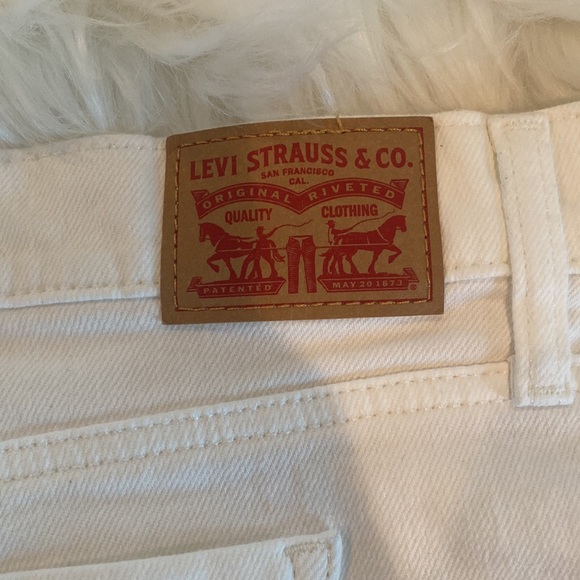 LEVI STRAUSS & CO.
SAN FRANCISCO
CAL.
ORIGINAL RIVETED
QUALITY CLOTHING
PATENTED MAY 20 1873
®